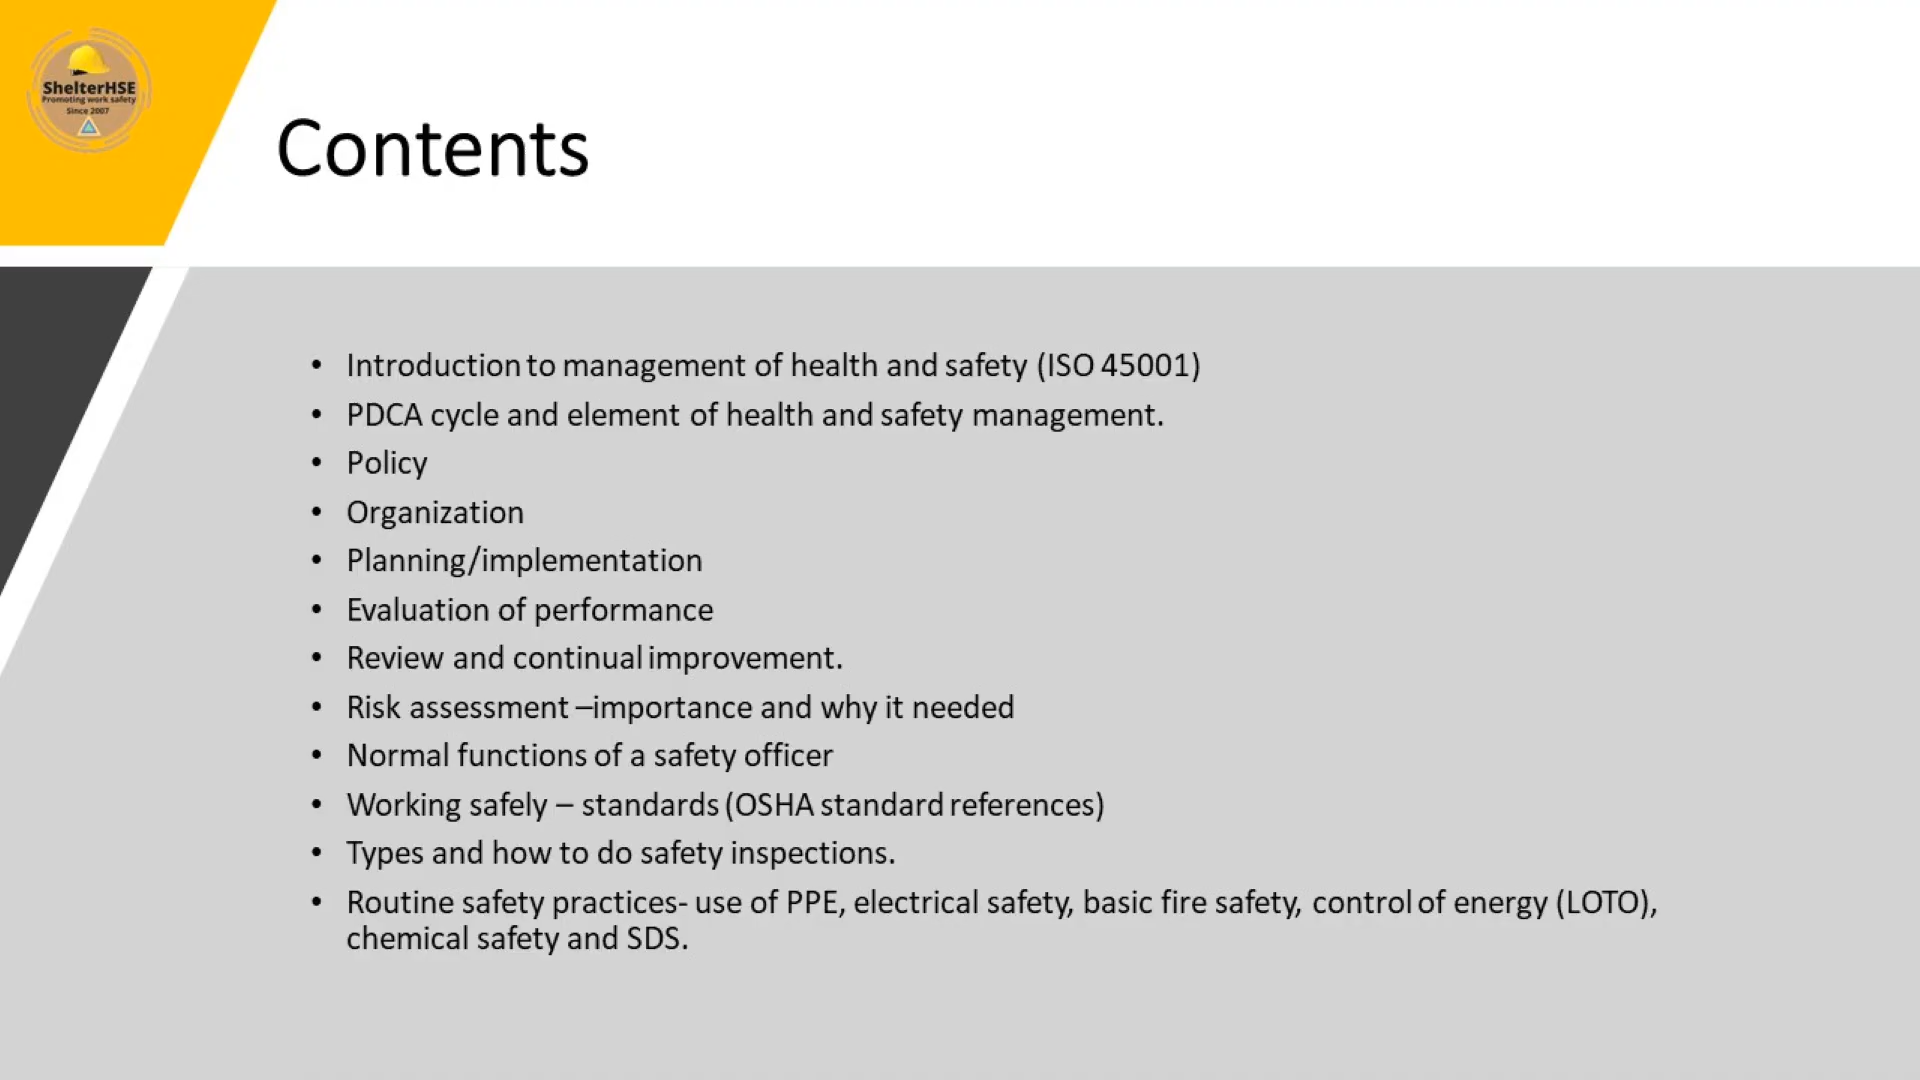 ShelterHSE
Promoting work safety
Since 2007
Contents
• Introduction to management of health and safety (ISO 45001)
• PDCA cycle and element of health and safety management.
• Policy
• Organization
• Planning/implementation
• Evaluation of performance
• Review and continual improvement.
• Risk assessment –importance and why it needed
• Normal functions of a safety officer
• Working safely – standards (OSHA standard references)
• Types and how to do safety inspections.
• Routine safety practices- use of PPE, electrical safety, basic fire safety, control of energy (LOTO),
chemical safety and SDS.